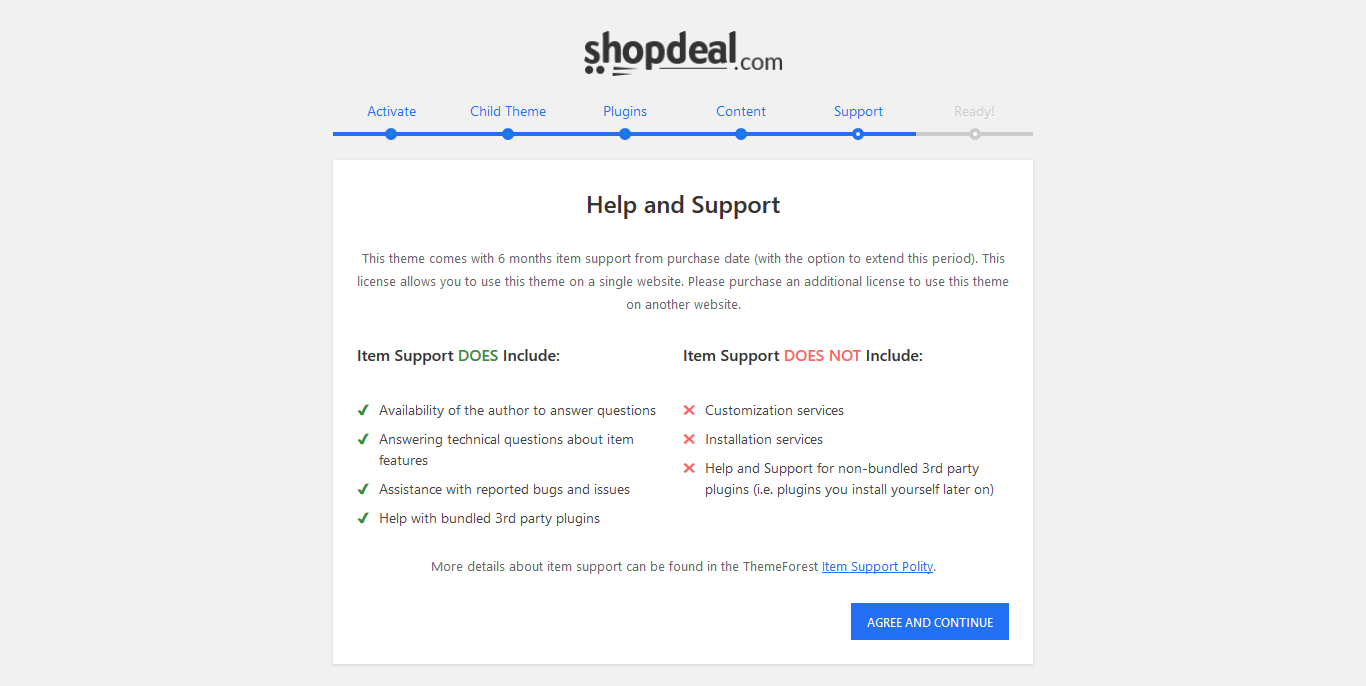 shopdeal.com
Activate Child Theme Plugins Content Support Ready!
Help and Support
This theme comes with 6 months item support from purchase date (with the option to extend this period). This
license allows you to use this theme on a single website. Please purchase an additional license to use this theme
on another website.
Item Support DOES Include:
Availability of the author to answer questions
Answering technical questions about item
features
Assistance with reported bugs and issues
Help with bundled 3rd party plugins
Item Support DOES NOT Include:
Customization services
Installation services
Help and Support for non-bundled 3rd party
plugins (i.e. plugins you install yourself later on)
More details about item support can be found in the ThemeForest Item Support Polity.
AGREE AND CONTINUE